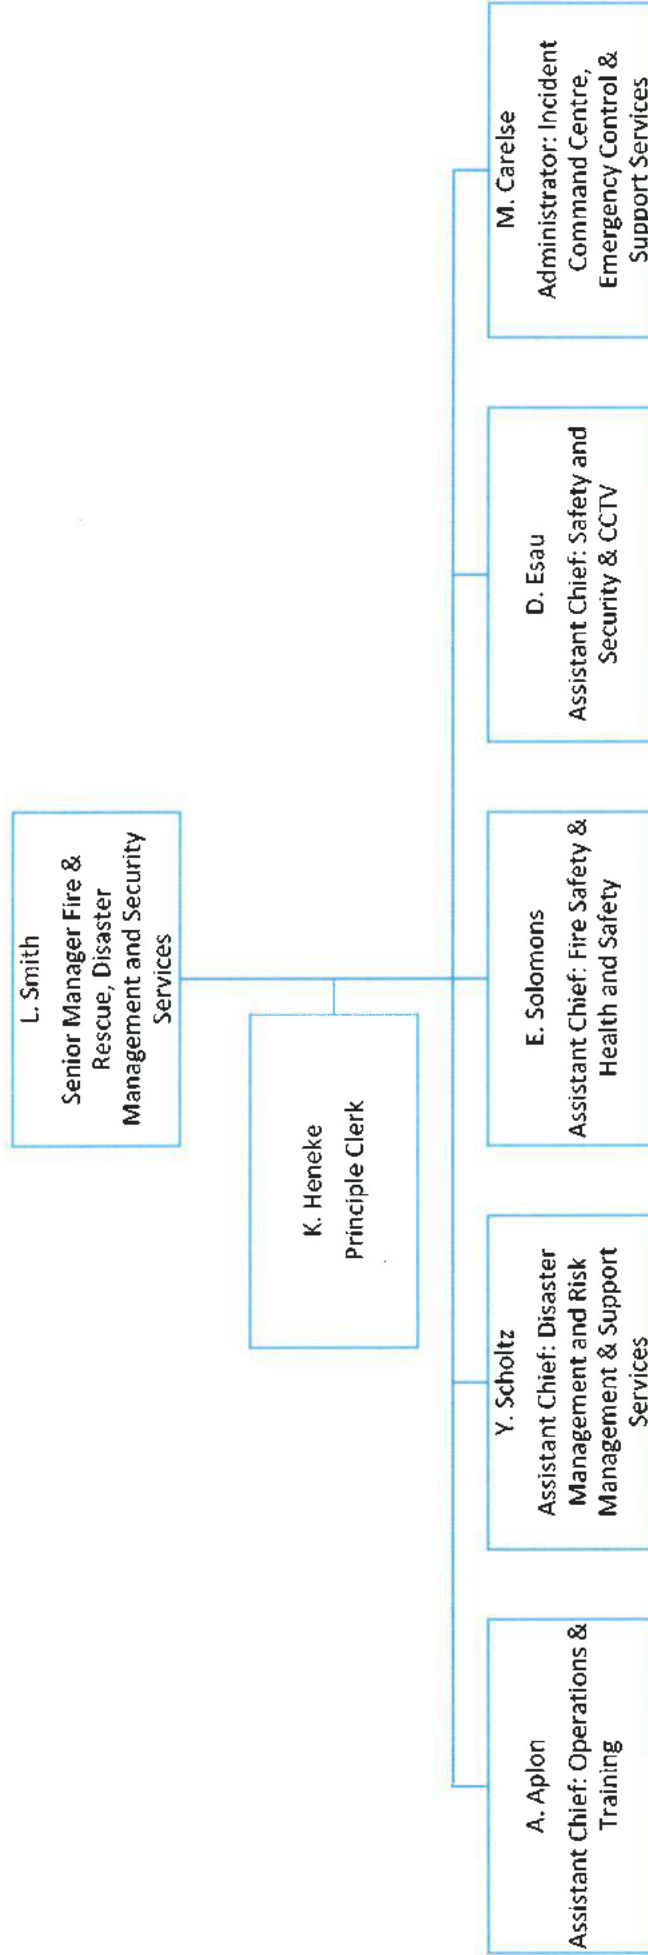 L. Smith
Senior Manager Fire &
Rescue, Disaster
Management and Security
Services
K. Heneke
Principle Clerk
A. Aplon
Assistant Chief: Operations &
Training
Y. Scholtz
Assistant Chief: Disaster
Management and Risk
Management & Support
Services
E. Solomons
Assistant Chief: Fire Safety &
Health and Safety
D. Esau
Assistant Chief: Safety and
Security & CCTV
M. Carelse
Administrator: Incident
Command Centre,
Emergency Control &
Support Services